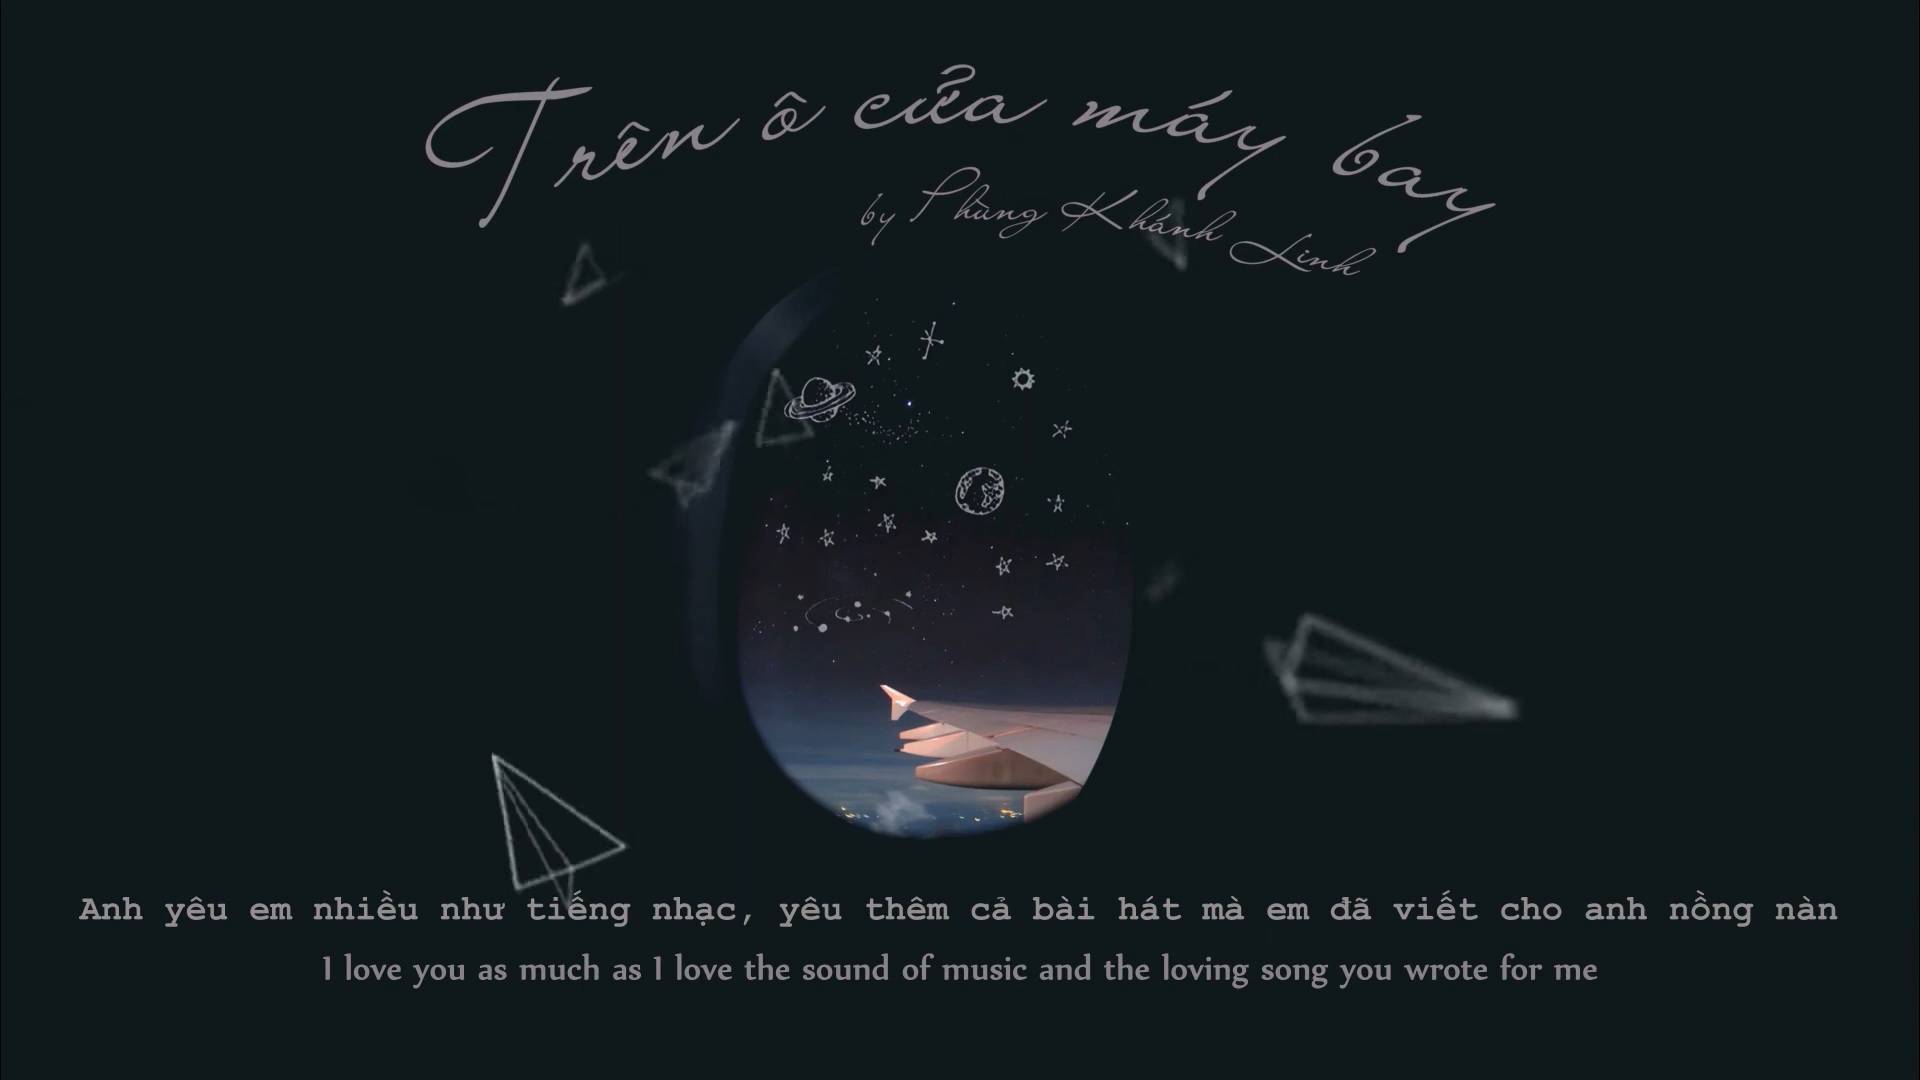 Trên ô cửa máy bay
by Phùng Khánh Linh
Anh yêu em nhiều như tiếng nhạc, yêu thêm cả bài hát mà em đã viết cho anh nồng nàn
I love you as much as I love the sound of music and the loving song you wrote for me